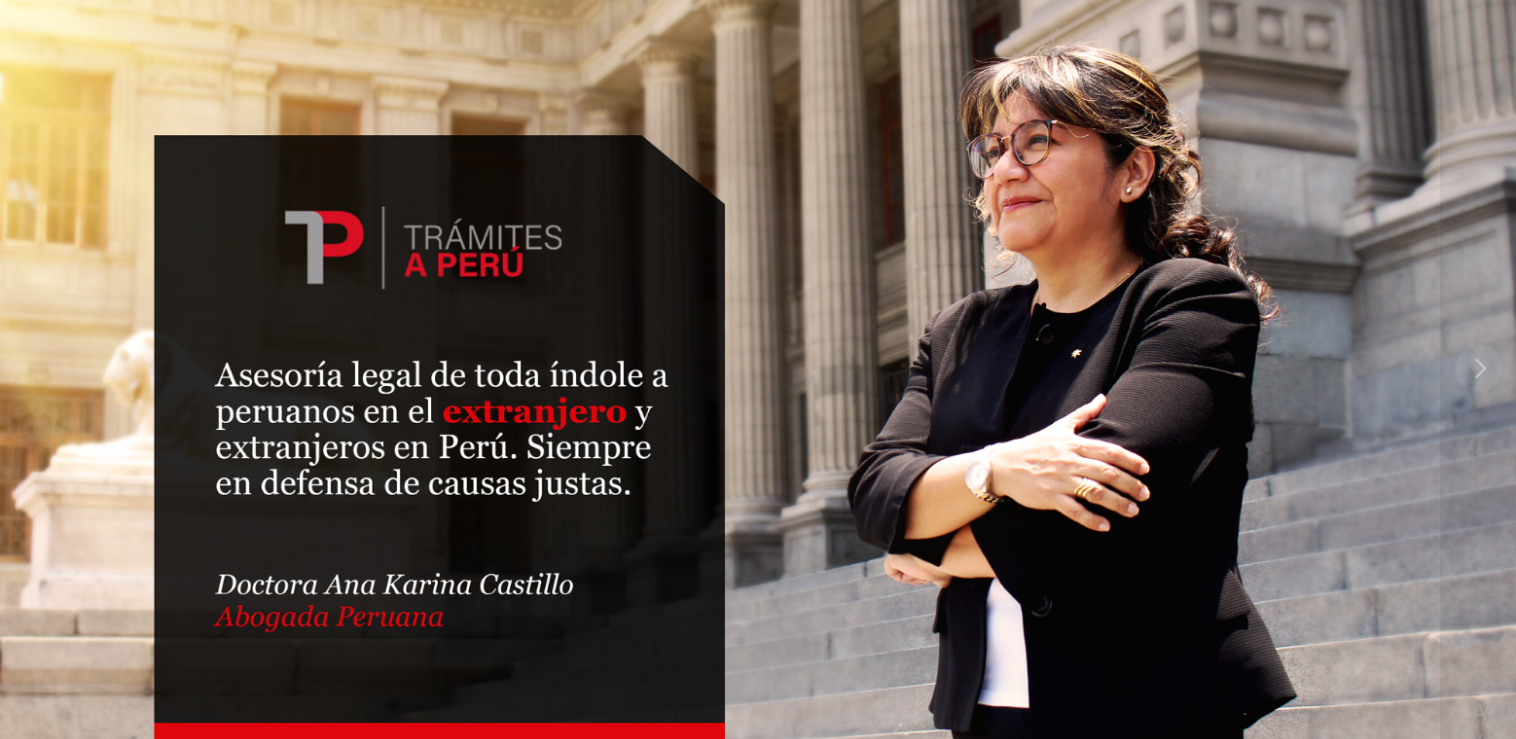 TP
TRÁMITES
A PERÚ
Asesoría legal de toda índole a
peruanos en el extranjero y
extranjeros en Perú. Siempre
en defensa de causas justas.
Doctora Ana Karina Castillo
Abogada Peruana